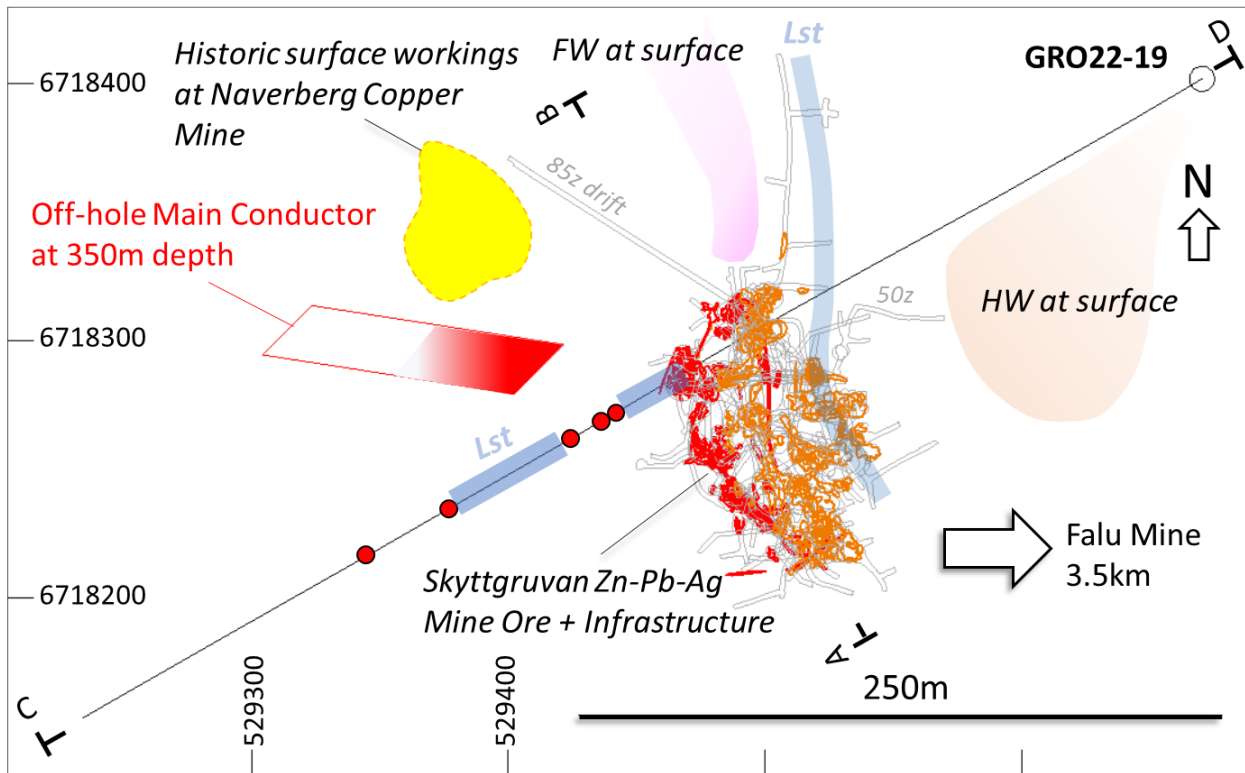 Historic surface workings
at Naverberg Copper
Mine
FW at surface
Lst
GRO22-19
D
6718400
B
85z drift
N
Off-hole Main Conductor
at 350m depth
50z
HW at surface
6718300
Lst
Falu Mine
3.5km
6718200
Skyttgruvan Zn-Pb-Ag
Mine Ore + Infrastructure
A
250m
C
529300
529400